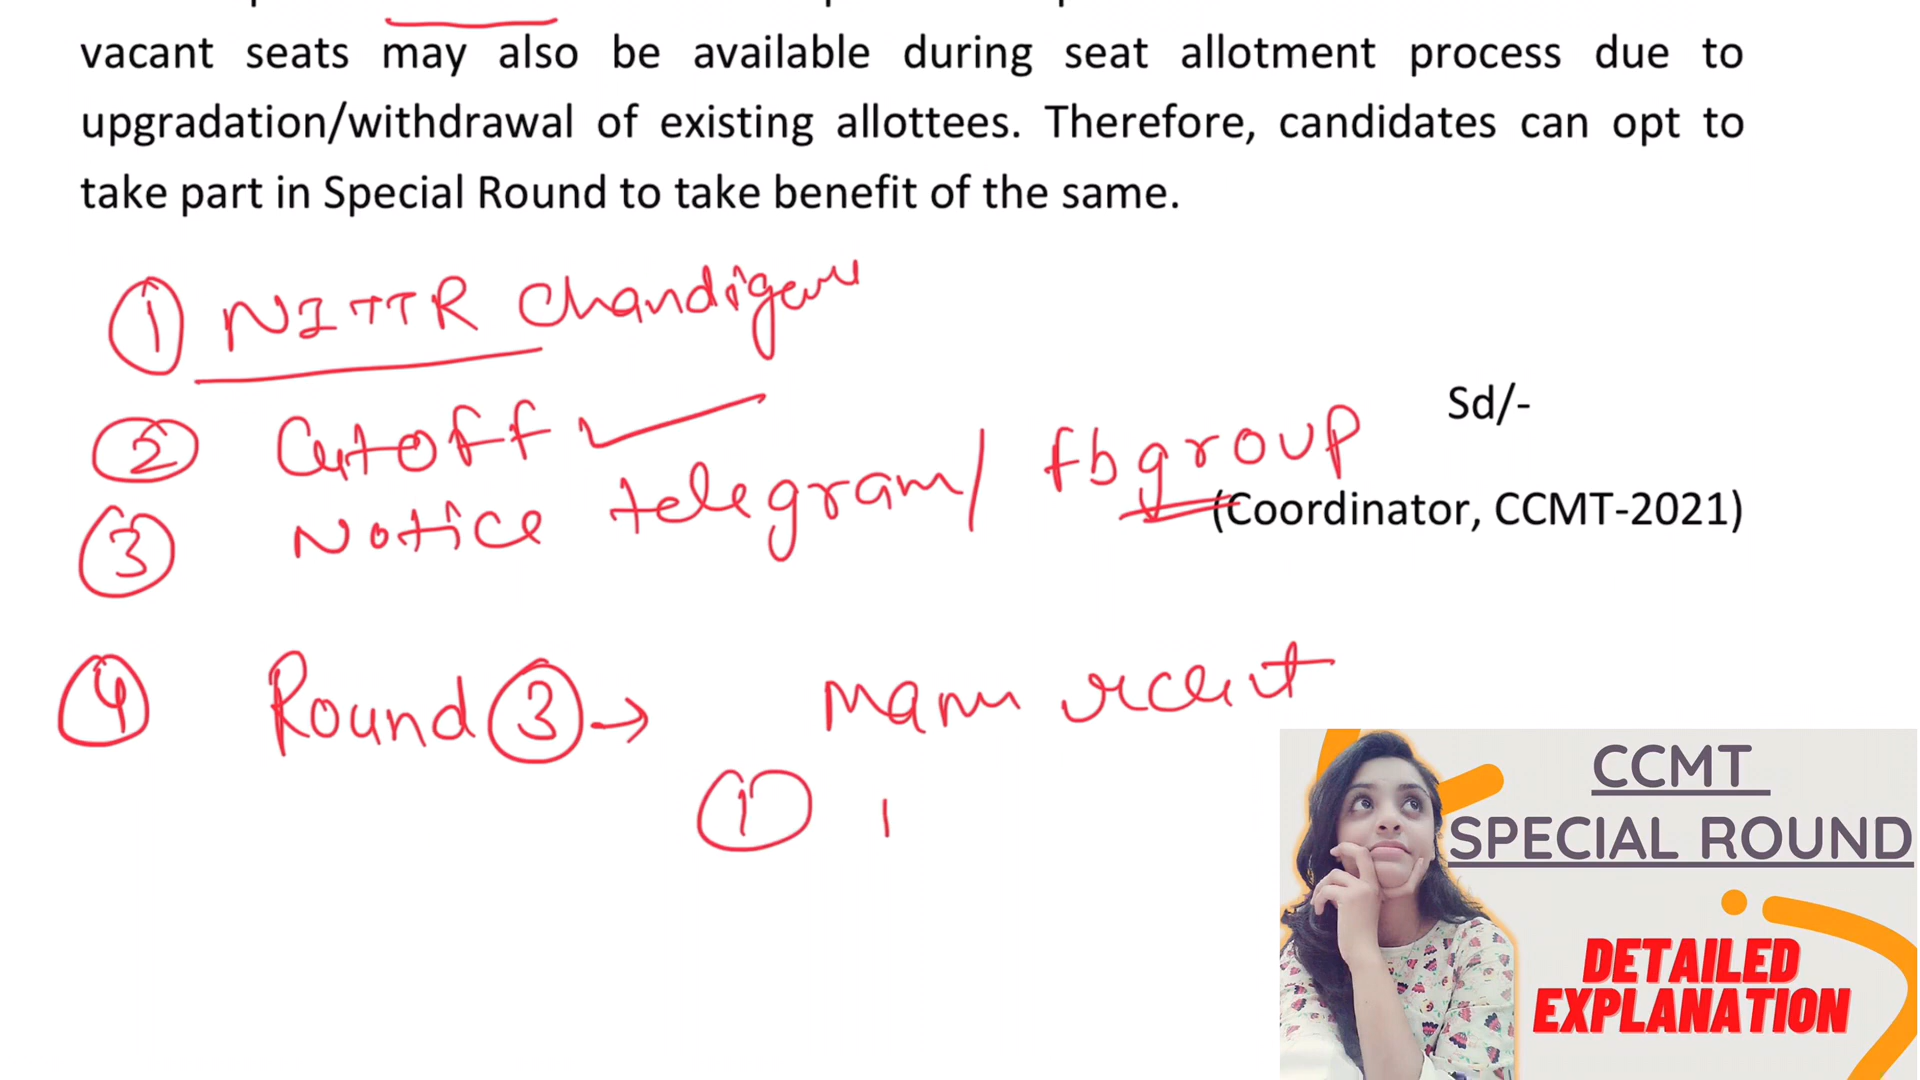 vacant seats may also be available during seat allotment process due to
upgradation/withdrawal of existing allottees. Therefore, candidates can opt to
take part in Special Round to take benefit of the same.
1 NITTR Chandigarh
Sd/-
2 Cutoff
3 Notice telegram/ fbgroup
(Coordinator, CCMT-2021)
4 Round 3 →
1
CCMT
SPECIAL ROUND
DETAILED
EXPLANATION